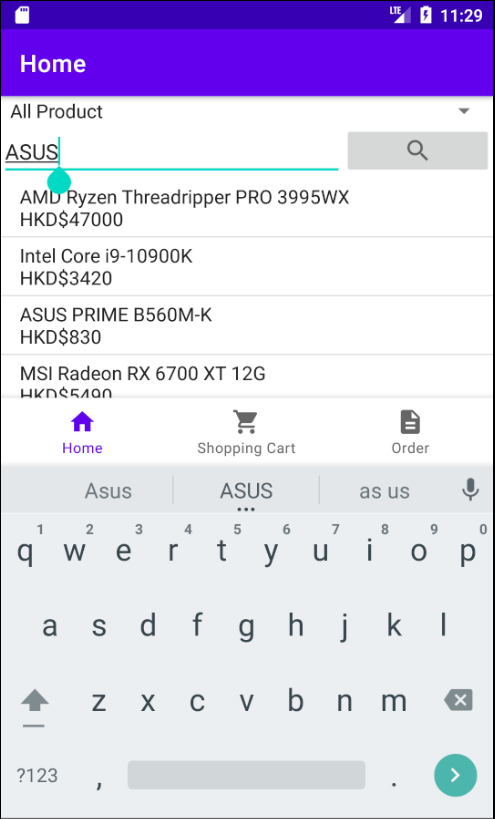 LTE 11:29
Home
All Product
ASUS
AMD Ryzen Threadripper PRO 3995WX
HKD$47000
Intel Core i9-10900K
HKD$3420
ASUS PRIME B560M-K
HKD$830
MSI Radeon RX 6700 XT 12G
HKD$5490
Home Shopping Cart Order
Asus ASUS as us
1 2 3 4 5 6 7 8 9 0
q w e r t y u i o p
a s d f g h j k l
z x c v b n m
?123 , .